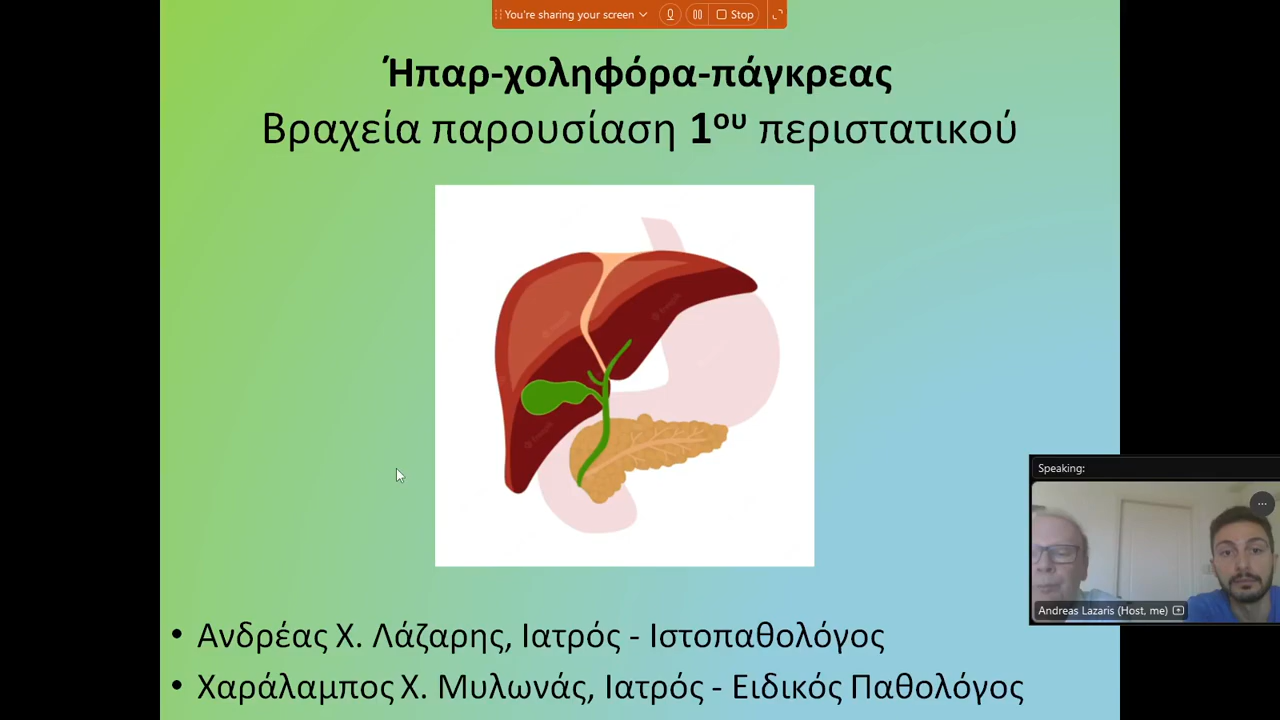 You're sharing your screen
Stop
Ήπαρ-χοληφόρα-πάγκρεας
Βραχεία παρουσίαση 1ου περιστατικού
Speaking:
Andreas Lazaris (Host, me)
• Ανδρέας Χ. Λάζαρης, Ιατρός - Ιστοπαθολόγος
• Χαράλαμπος Χ. Μυλωνάς, Ιατρός - Ειδικός Παθολόγος